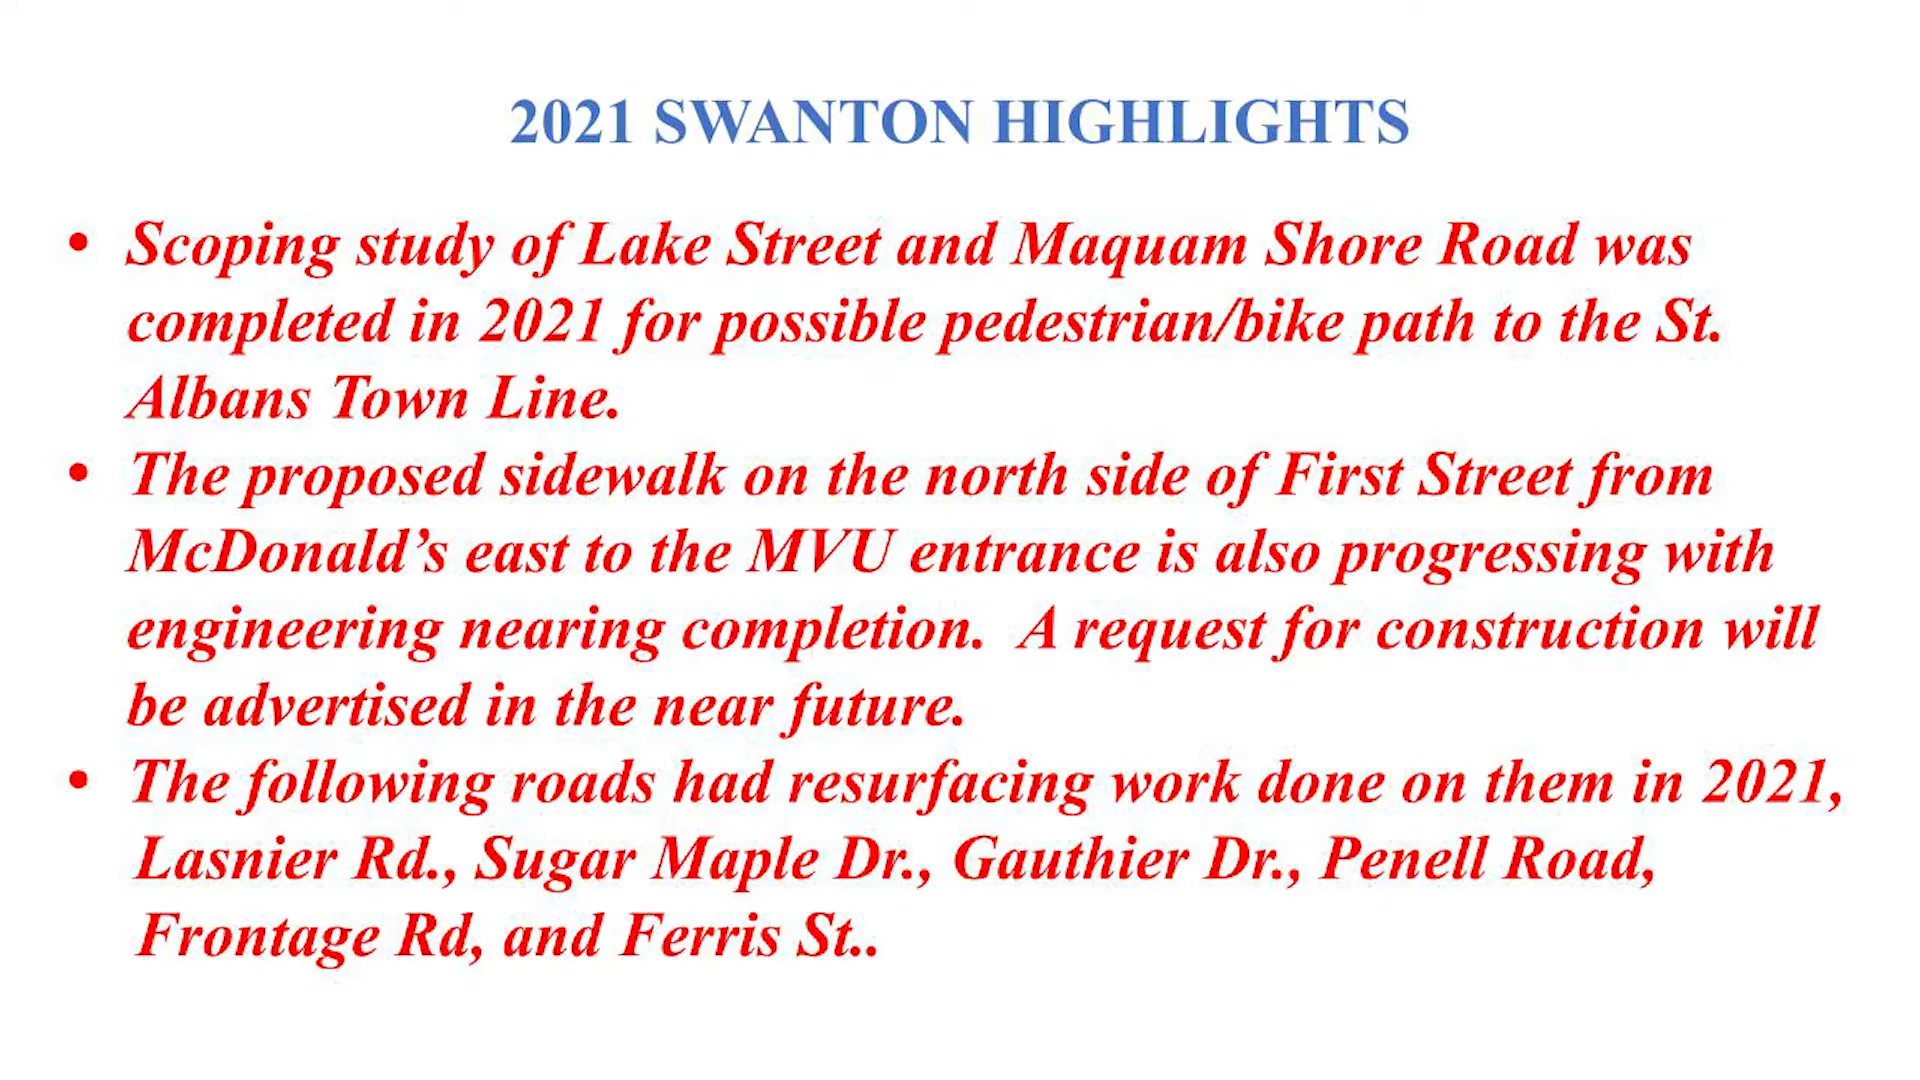 2021 SWANTON HIGHLIGHTS
• Scoping study of Lake Street and Maquam Shore Road was
completed in 2021 for possible pedestrian/bike path to the St.
Albans Town Line.
• The proposed sidewalk on the north side of First Street from
McDonald’s east to the MVU entrance is also progressing with
engineering nearing completion.  A request for construction will
be advertised in the near future.
• The following roads had resurfacing work done on them in 2021,
Lasnier Rd., Sugar Maple Dr., Gauthier Dr., Penell Road,
Frontage Rd, and Ferris St..